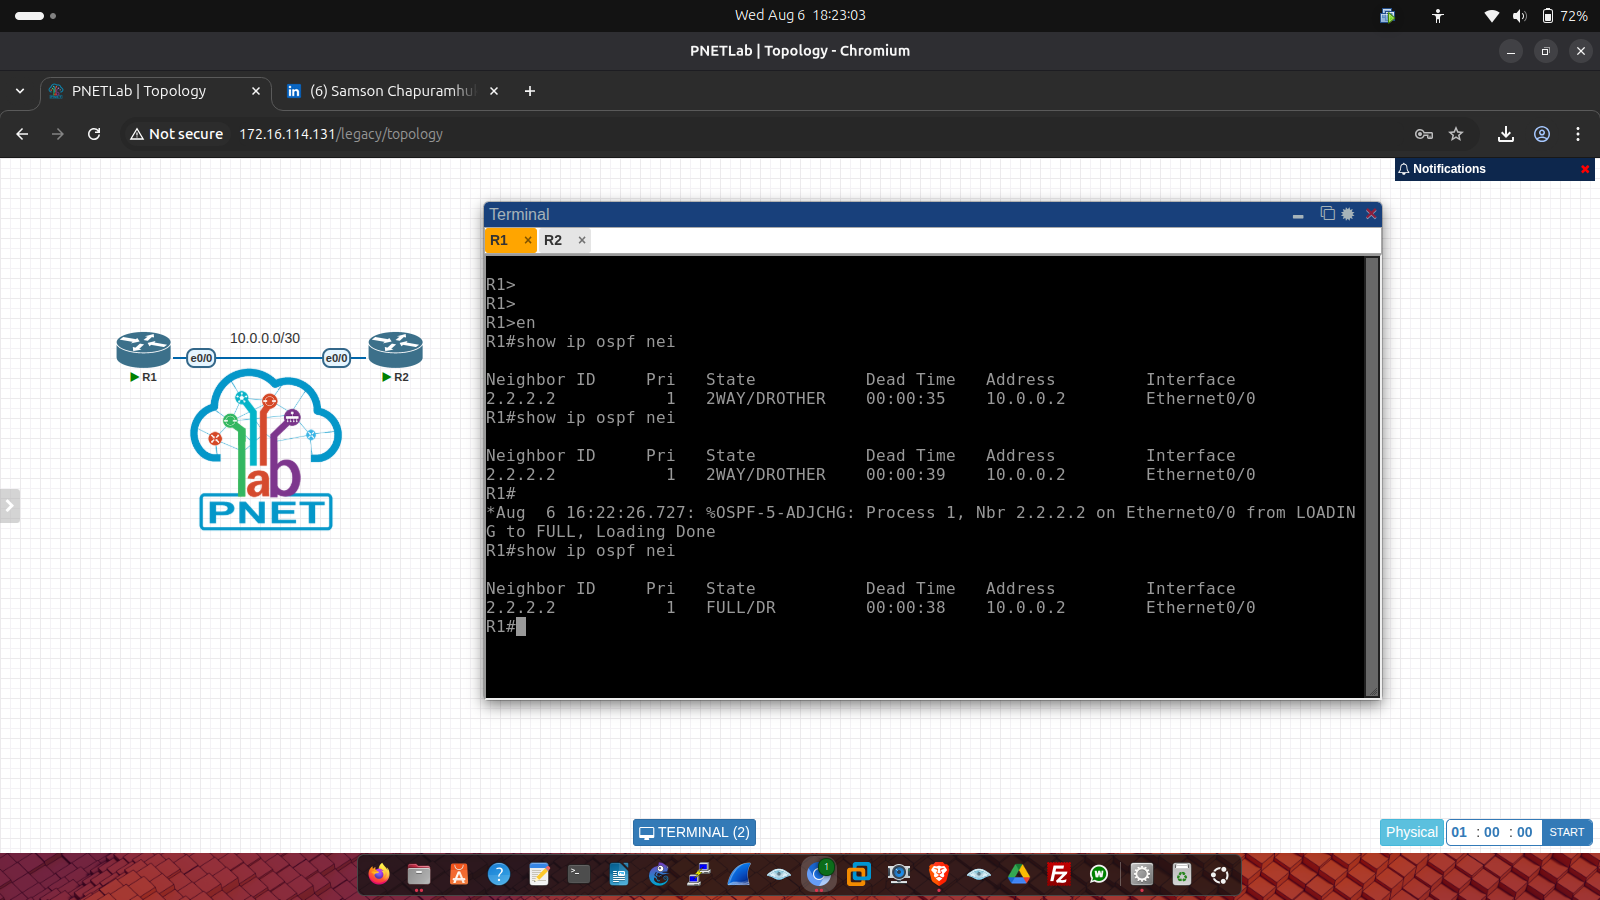 Wed Aug 6  18:23:03
72%
PNETLab | Topology - Chromium
PNETLab | Topology
(6) Samson Chapuramhu
Not secure
172.16.114.131/legacy/topology
Notifications
Terminal
R1
R2
R1>
R1>
R1>en
R1#show ip ospf nei
Neighbor ID     Pri   State           Dead Time   Address         Interface
2.2.2.2           1   2WAY/DROTHER    00:00:35    10.0.0.2        Ethernet0/0
R1#show ip ospf nei
Neighbor ID     Pri   State           Dead Time   Address         Interface
2.2.2.2           1   2WAY/DROTHER    00:00:39    10.0.0.2        Ethernet0/0
R1#
*Aug  6 16:22:26.727: %OSPF-5-ADJCHG: Process 1, Nbr 2.2.2.2 on Ethernet0/0 from LOADIN
G to FULL, Loading Done
R1#show ip ospf nei
Neighbor ID     Pri   State           Dead Time   Address         Interface
2.2.2.2           1   FULL/DR         00:00:38    10.0.0.2        Ethernet0/0
R1#
10.0.0.0/30
e0/0
e0/0
R1
R2
lab
PNET
TERMINAL (2)
Physical
01 : 00 : 00
START
1